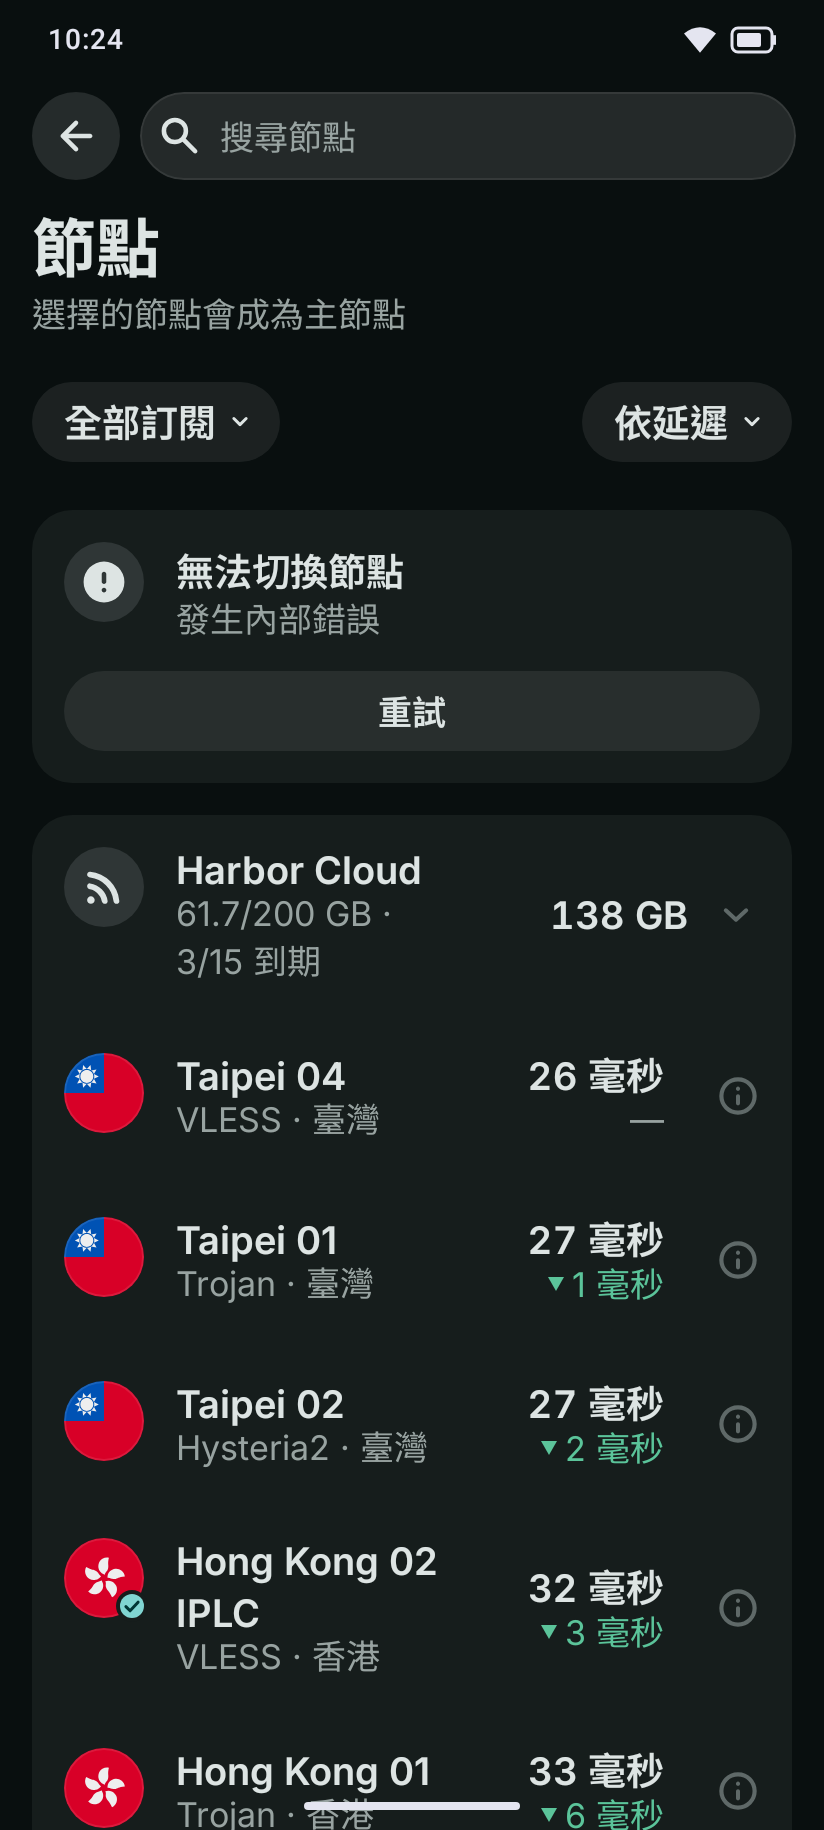 10:24
搜尋節點
節點
選擇的節點會成為主節點
全部訂閱
依延遲
無法切換節點
發生內部錯誤
重試
Harbor Cloud
61.7/200 GB ·
3/15 到期
138 GB
Taipei 04
VLESS · 臺灣
26 毫秒
—
Taipei 01
Trojan · 臺灣
27 毫秒
▼1 毫秒
Taipei 02
Hysteria2 · 臺灣
27 毫秒
▼2 毫秒
Hong Kong 02
IPLC
VLESS · 香港
32 毫秒
▼3 毫秒
Hong Kong 01
Trojan · 香港
33 毫秒
▼6 毫秒